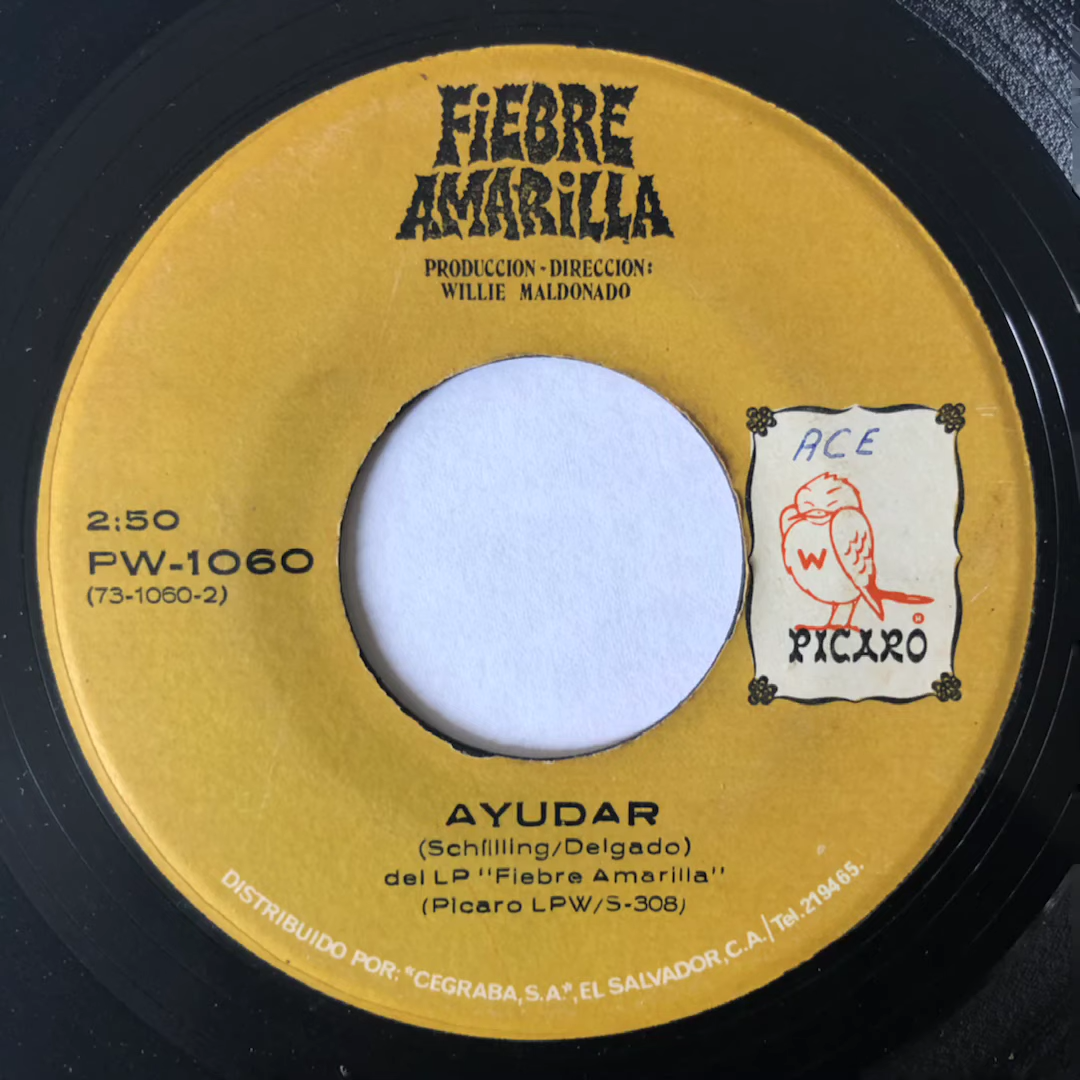 FiEBRE
AMARiLLA
PRODUCCION - DIRECCION:
WILLIE MALDONADO
ACE
W
PICARO
2:50
PW-1060
(73-1060-2)
AYUDAR
(Schfilling/Delgado)
del LP "Fiebre Amarilla"
(Picaro LPW/S-308)
DISTRIBUIDO POR: "CEGRABA, S.A.", EL SALVADOR, C.A./Tel. 219465.